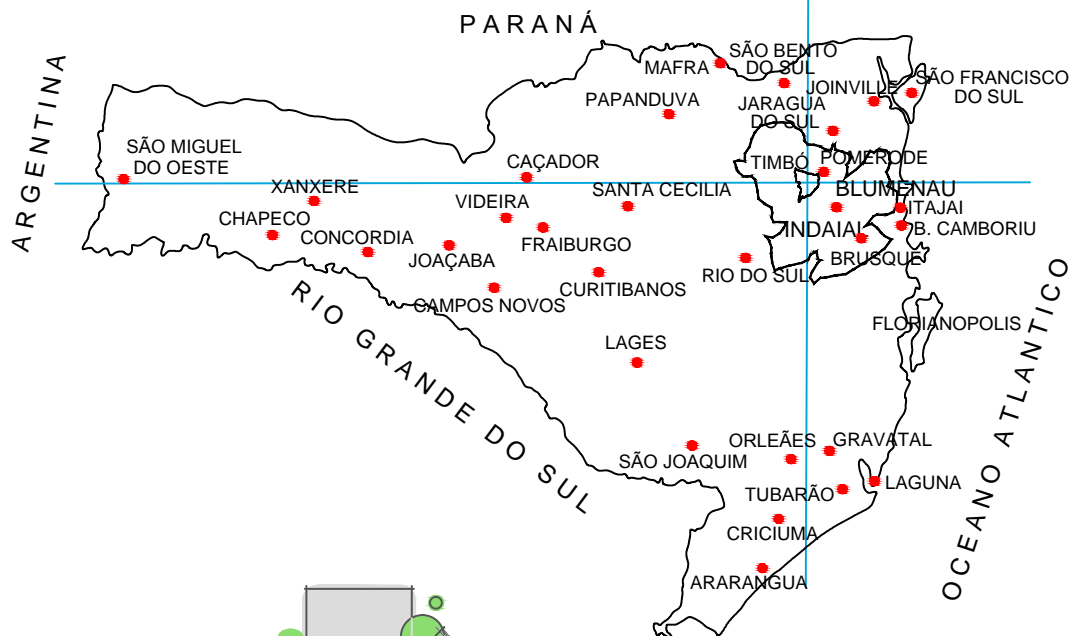 PARANÁ
ARGENTINA
SÃO BENTO
DO SUL
MAFRA
JOINVILLE
SÃO FRANCISCO
DO SUL
PAPANDUVA
JARAGUA
DO SUL
SÃO MIGUEL
DO OESTE
CAÇADOR
TIMBÓ
POMERODE
XANXERE
VIDEIRA
SANTA CECILIA
BLUMENAU
ITAJAI
CHAPECO
CONCORDIA
JOAÇABA
FRAIBURGO
INDAIAL
B. CAMBORIU
BRUSQUE
RIO DO SUL
CURITIBANOS
CAMPOS NOVOS
FLORIANOPOLIS
LAGES
RIO GRANDE DO SUL
OCEANO ATLANTICO
ORLEÃES
GRAVATAL
SÃO JOAQUIM
LAGUNA
TUBARÃO
CRICIUMA
ARARANGUA